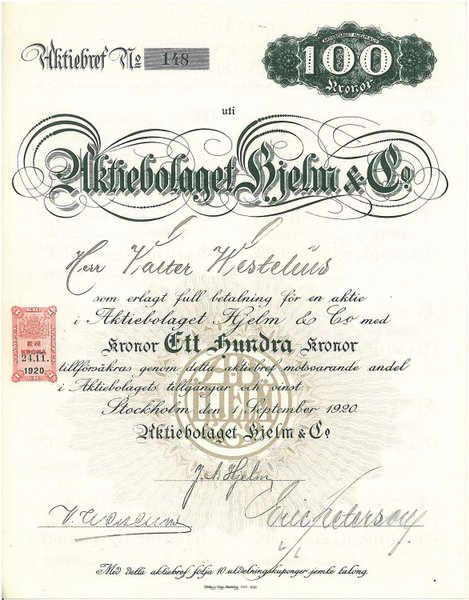 Aktiebref No 148
100
Kronor
uti
Aktiebolaget Hjelm & Co
Herr Valter Westelius
som erlagt full betalning för en aktie
i Aktiebolaget Hjelm & Co med
Kronor Ett Hundra Kronor
tillförsäkras genom detta aktiebref motsvarande andel
i Aktiebolagets tillgångar och vinst
Stockholm den 1 September 1920
Aktiebolaget Hjelm & Co
EN
KRONA
24.11.
1920
J. A. Hjelm
Eric Peterson
Med detta aktiebref följa 10 utdelningskuponger jemte talong.